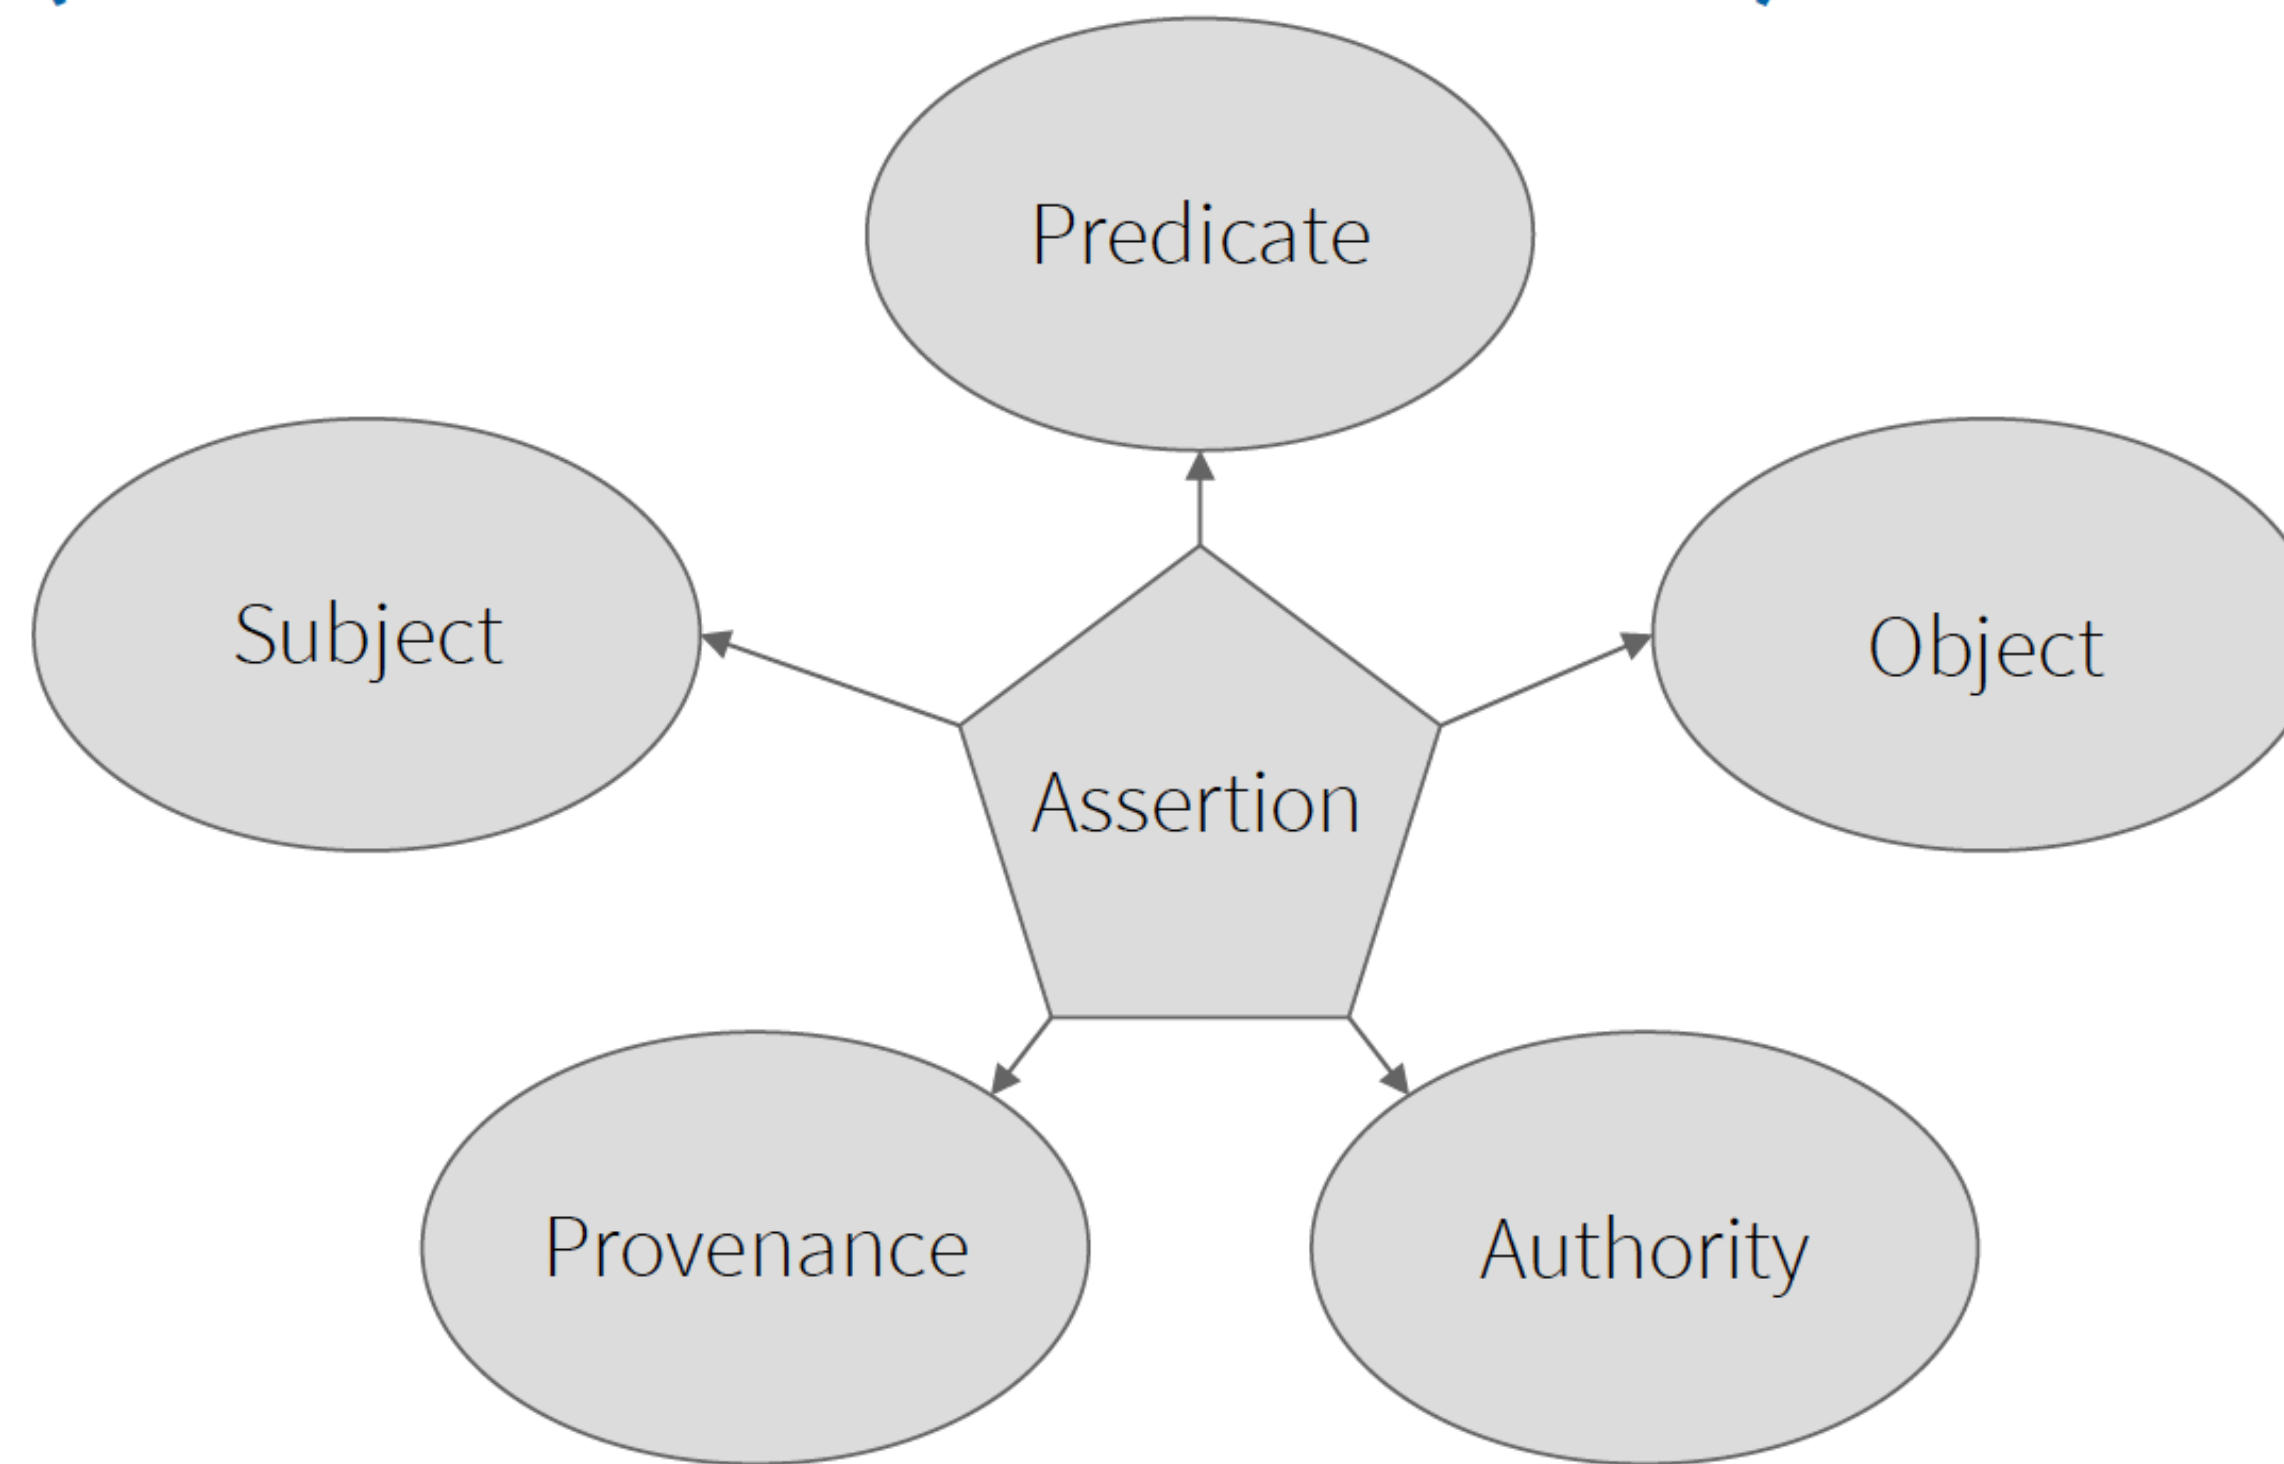 Predicate
Subject
Object
Assertion
Provenance
Authority